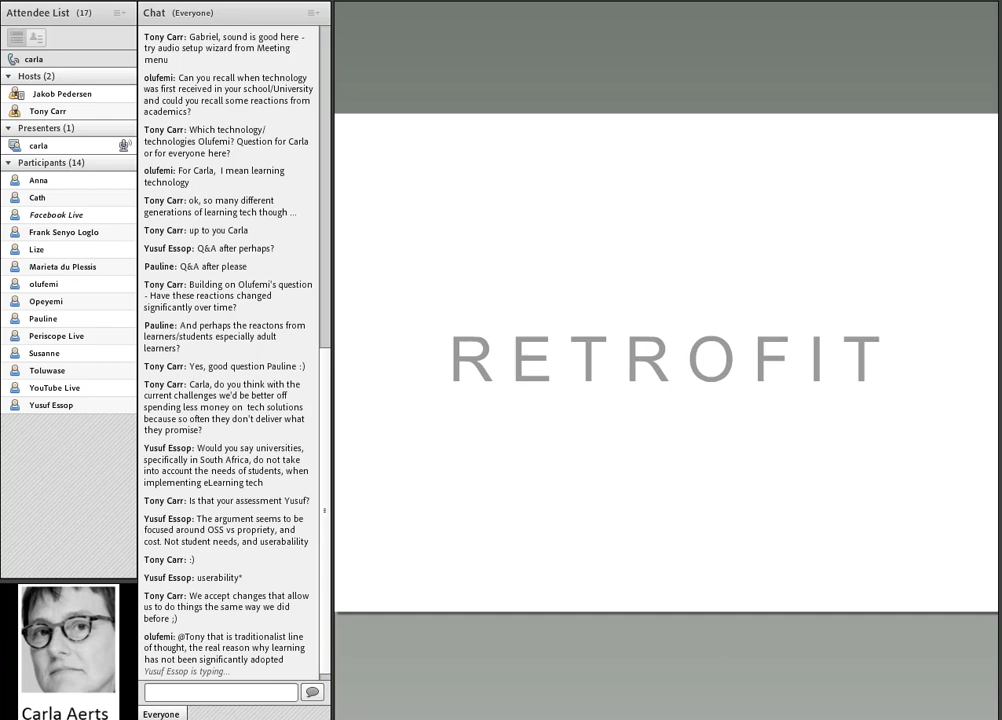 Attendee List (17)
carla
Hosts (2)
Jakob Pedersen
Tony Carr
Presenters (1)
carla
Participants (14)
Anna
Cath
Facebook Live
Frank Senyo Loglo
Lize
Marieta du Plessis
olufemi
Opeyemi
Pauline
Periscope Live
Susanne
Toluwase
YouTube Live
Yusuf Essop
Carla Aerts
Chat (Everyone)
Tony Carr: Gabriel, sound is good here -
try audio setup wizard from Meeting
menu
olufemi: Can you recall when technology
was first received in your school/University
and could you recall some reactions from
academics?
Tony Carr: Which technology/
technologies Olufemi? Question for Carla
or for everyone here?
olufemi: For Carla, I mean learning
technology
Tony Carr: ok, so many different
generations of learning tech though ...
Tony Carr: up to you Carla
Yusuf Essop: Q&A after perhaps?
Pauline: Q&A after please
Tony Carr: Building on Olufemi's question
- Have these reactions changed
significantly over time?
Pauline: And perhaps the reactons from
learners/students especially adult
learners?
Tony Carr: Yes, good question Pauline :)
Tony Carr: Carla, do you think with the
current challenges we'd be better off
spending less money on tech solutions
because so often they don't deliver what
they promise?
Yusuf Essop: Would you say universities,
specifically in South Africa, do not take
into account the needs of students, when
implementing eLearning tech
Tony Carr: Is that your assessment Yusuf?
Yusuf Essop: The argument seems to be
focused around OSS vs propriety, and
cost. Not student needs, and userabalility
Tony Carr: :)
Yusuf Essop: userability*
Tony Carr: We accept changes that allow
us to do things the same way we did
before ;)
olufemi: @Tony that is traditionalist line
of thought, the real reason why learning
has not been significantly adopted
Yusuf Essop is typing...
Everyone
RETROFIT